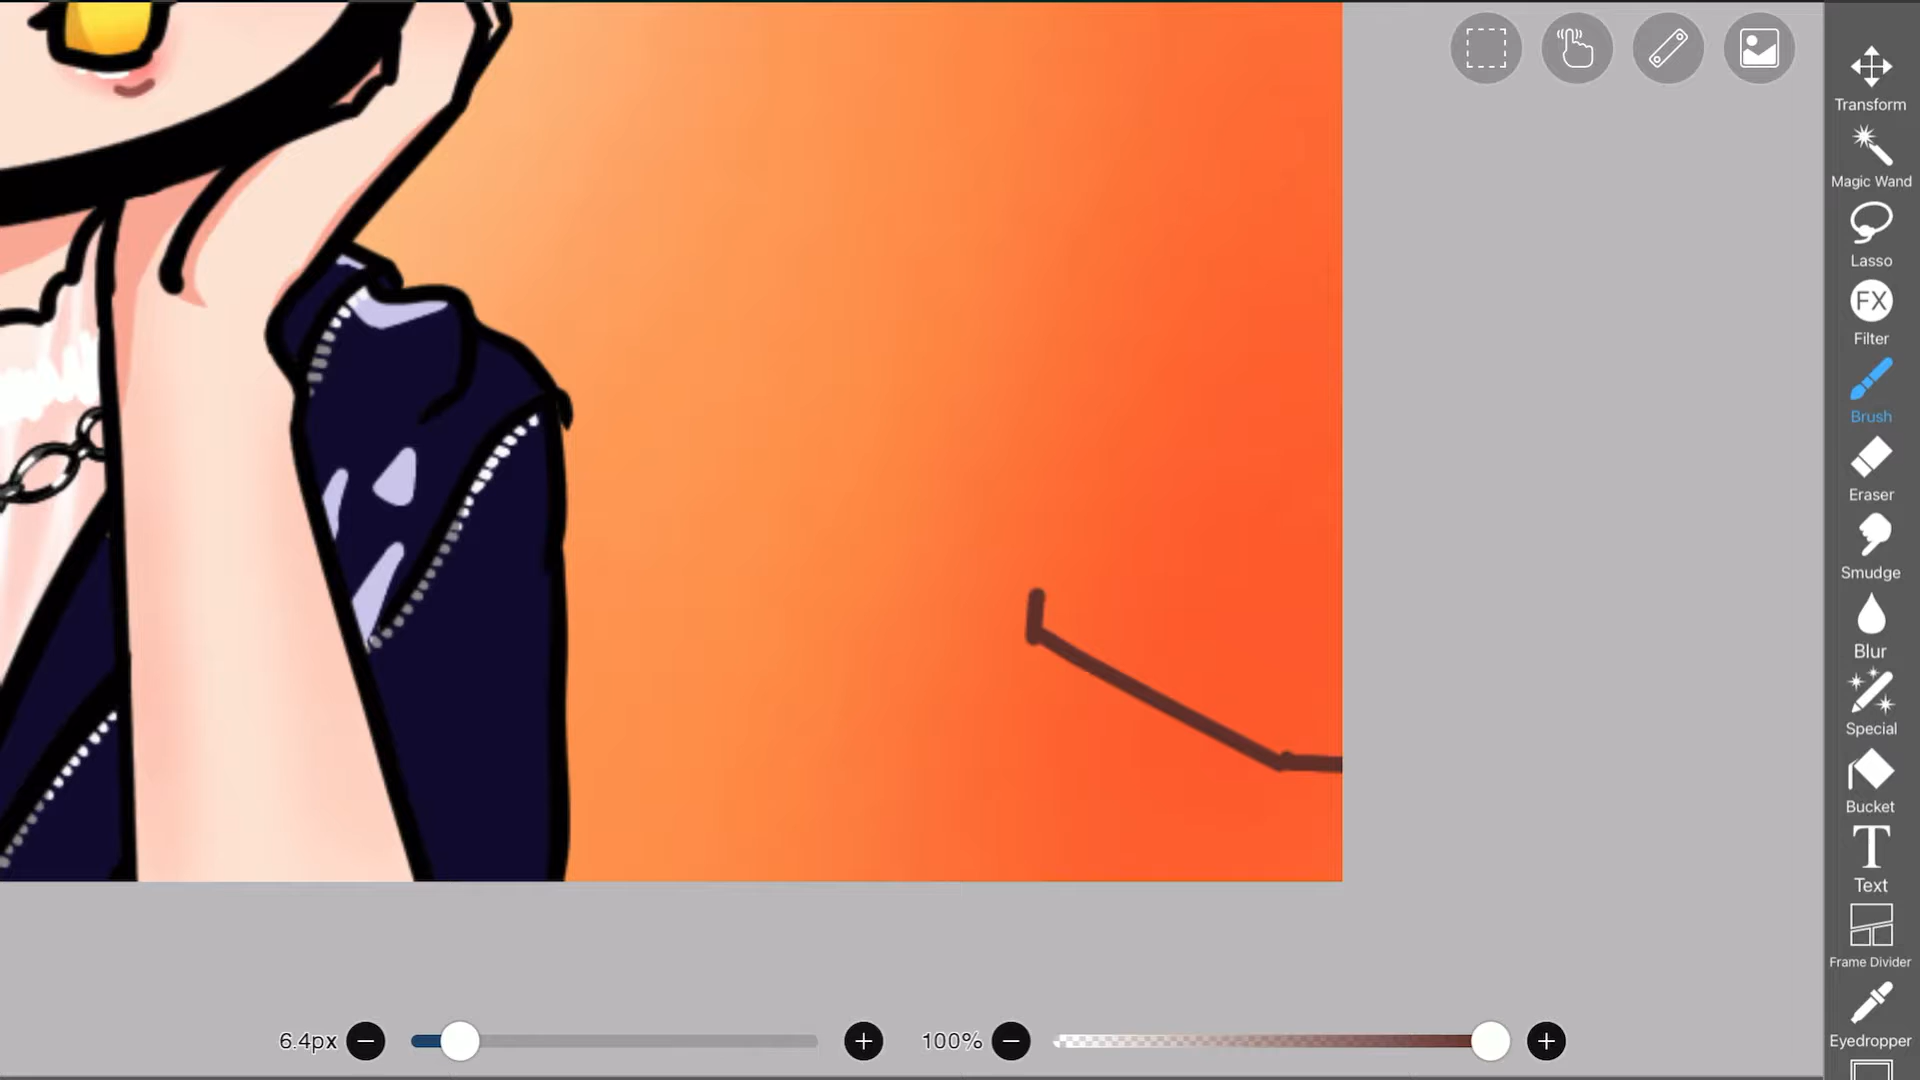 Transform
Magic Wand
Lasso
FX
Filter
Brush
Eraser
Smudge
Blur
Special
Bucket
T
Text
Frame Divider
Eyedropper
6.4px
100%